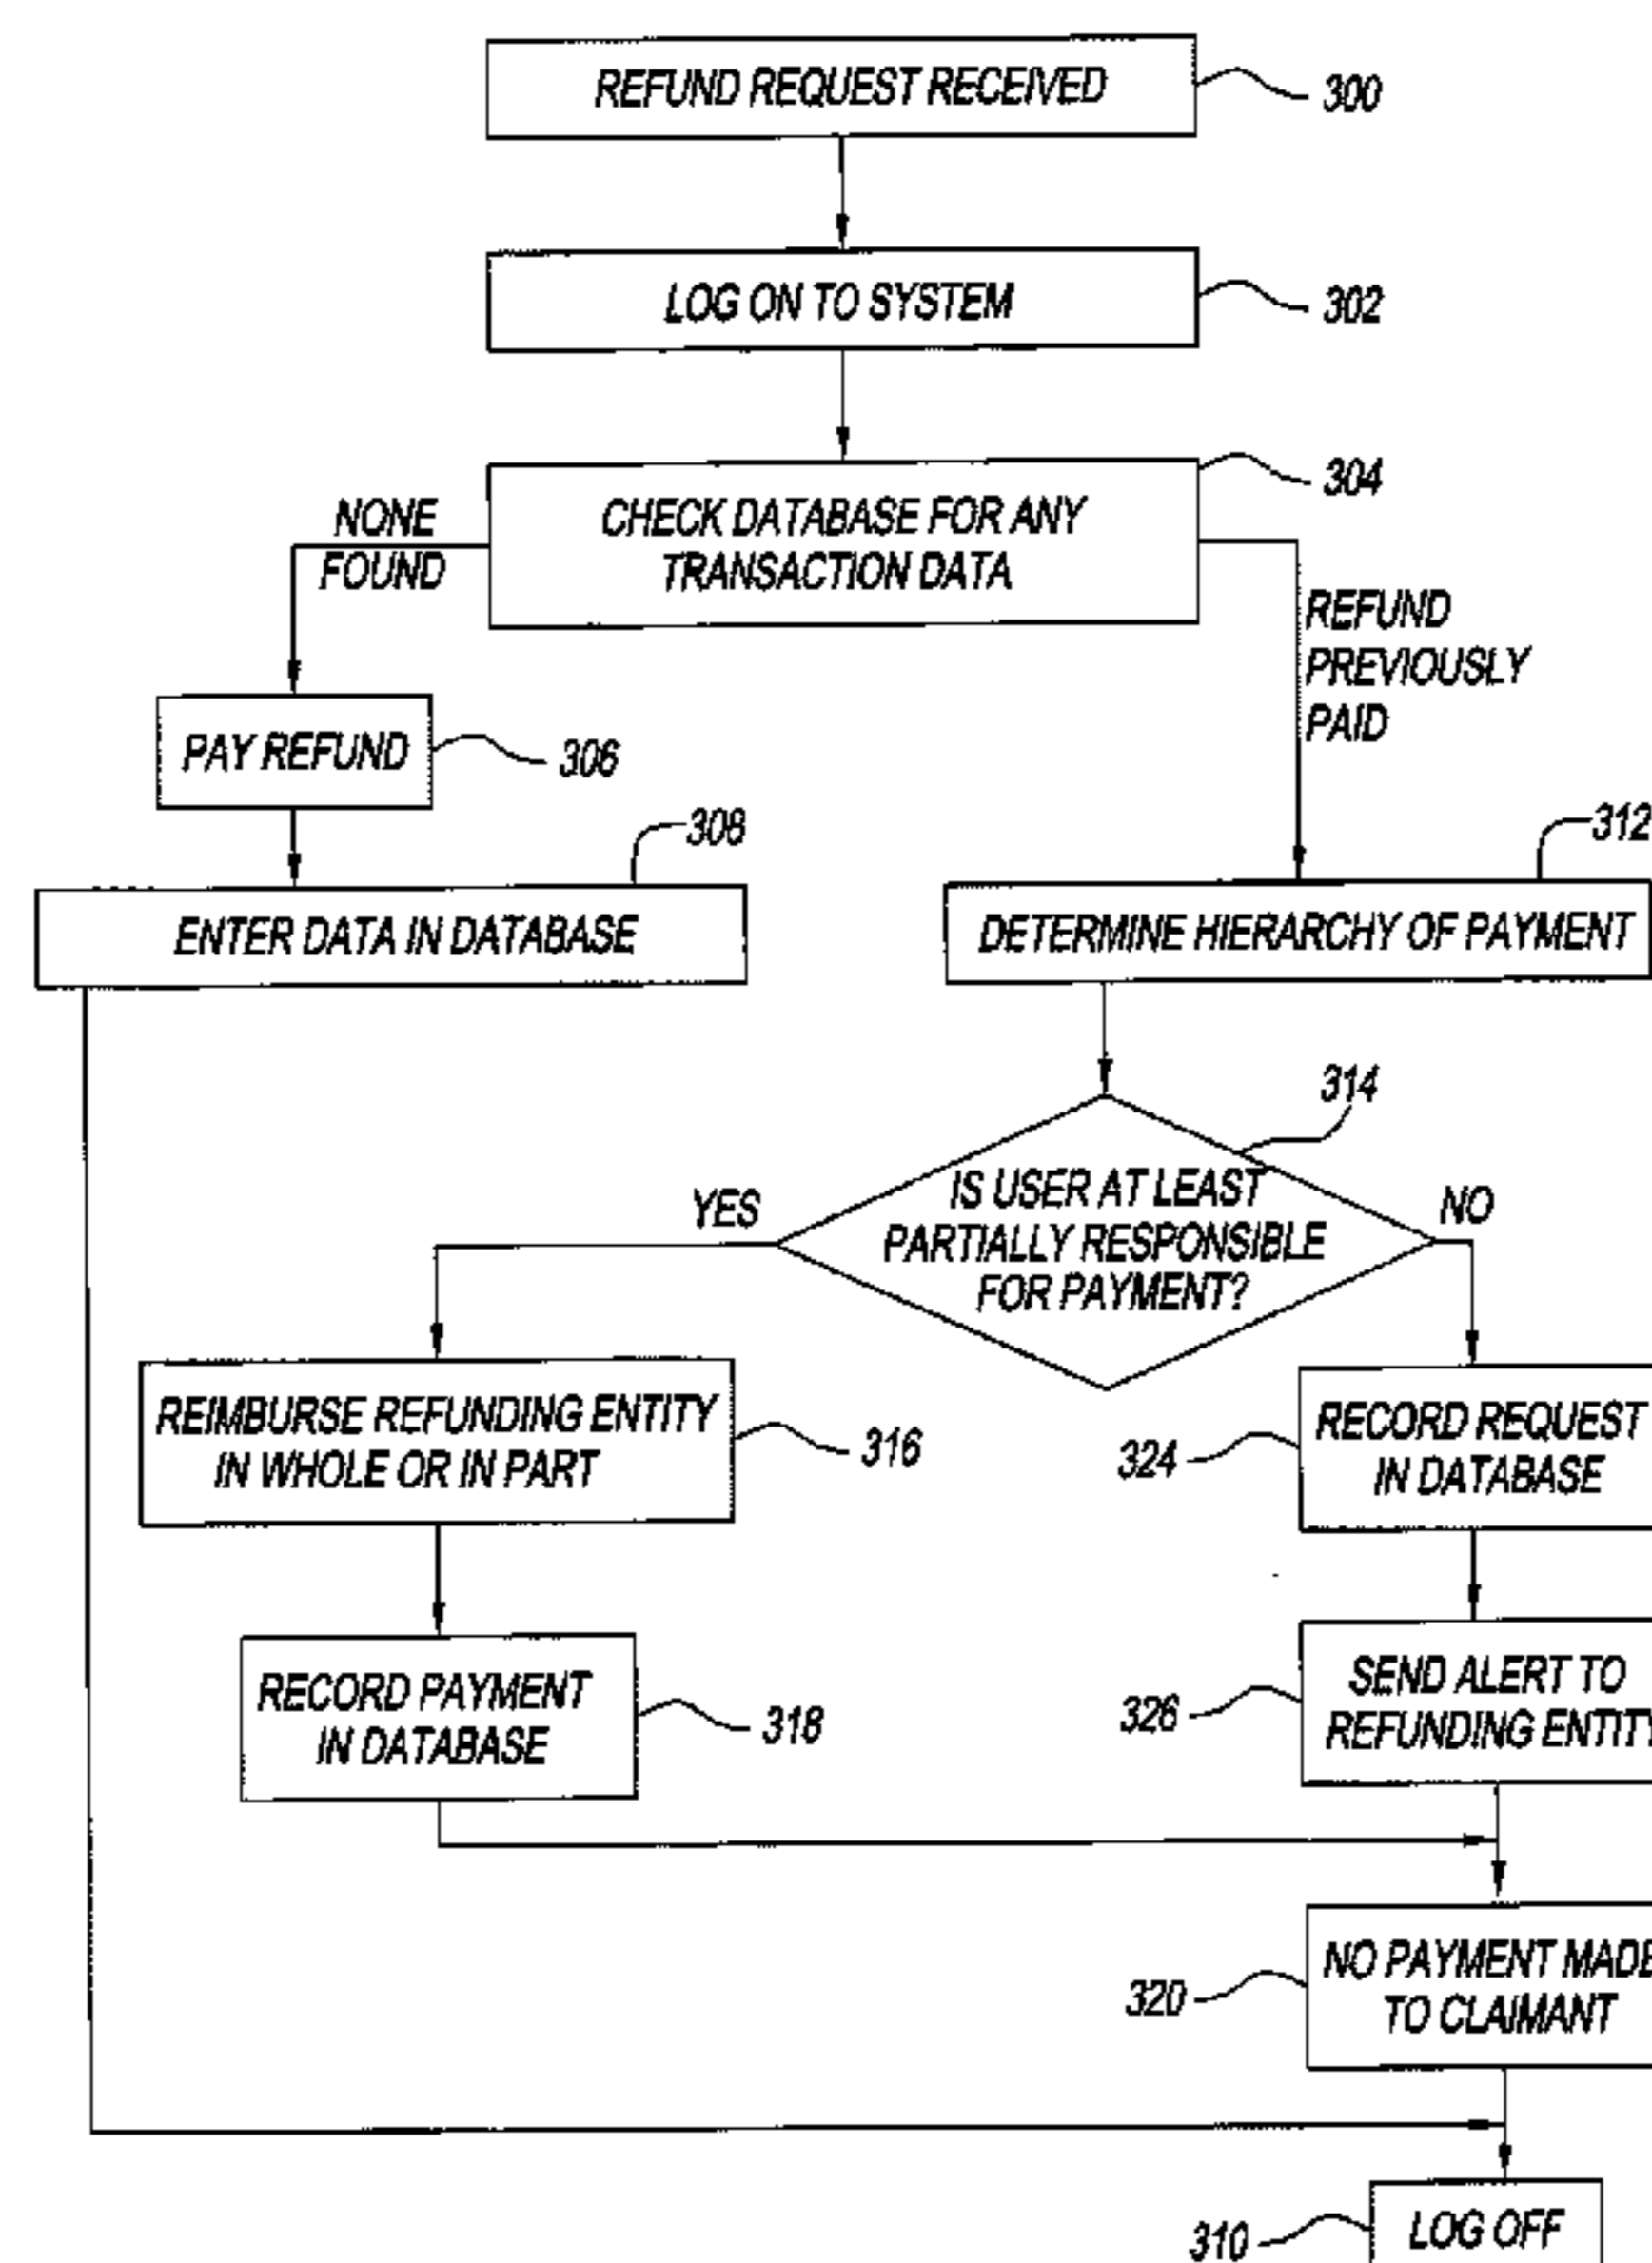 REFUND REQUEST RECEIVED
300
LOG ON TO SYSTEM
302
304
CHECK DATABASE FOR ANY
TRANSACTION DATA
NONE
FOUND
REFUND
PREVIOUSLY
PAID
PAY REFUND
306
308
ENTER DATA IN DATABASE
312
DETERMINE HIERARCHY OF PAYMENT
314
IS USER AT LEAST
PARTIALLY RESPONSIBLE
FOR PAYMENT?
YES
NO
REIMBURSE REFUNDING ENTITY
IN WHOLE OR IN PART
316
324
RECORD REQUEST
IN DATABASE
RECORD PAYMENT
IN DATABASE
318
326
SEND ALERT TO
REFUNDING ENTITY
320
NO PAYMENT MADE
TO CLAIMANT
310
LOG OFF